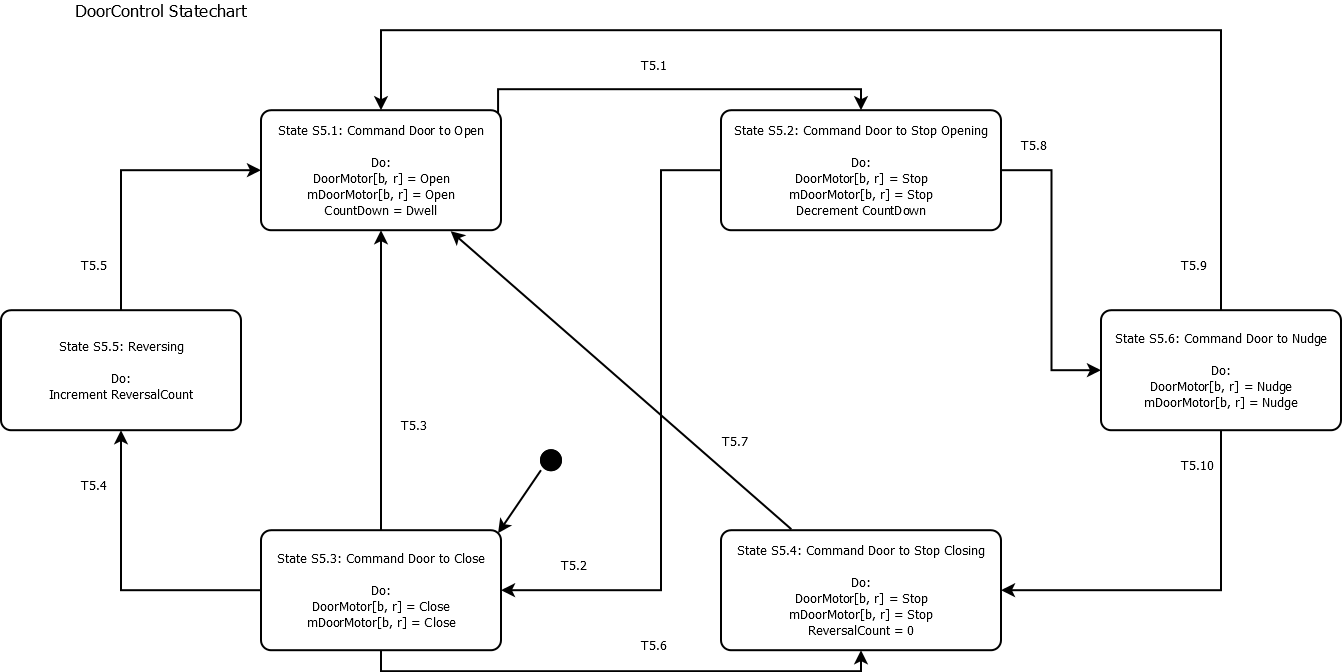 DoorControl Statechart
T5.1
State S5.1: Command Door to Open
Do:
DoorMotor[b, r] = Open
mDoorMotor[b, r] = Open
CountDown = Dwell
State S5.2: Command Door to Stop Opening
Do:
DoorMotor[b, r] = Stop
mDoorMotor[b, r] = Stop
Decrement CountDown
T5.8
T5.5
T5.9
State S5.5: Reversing
Do:
Increment ReversalCount
State S5.6: Command Door to Nudge
Do:
DoorMotor[b, r] = Nudge
mDoorMotor[b, r] = Nudge
T5.3
T5.7
T5.4
T5.10
State S5.3: Command Door to Close
Do:
DoorMotor[b, r] = Close
mDoorMotor[b, r] = Close
T5.2
State S5.4: Command Door to Stop Closing
Do:
DoorMotor[b, r] = Stop
mDoorMotor[b, r] = Stop
ReversalCount = 0
T5.6